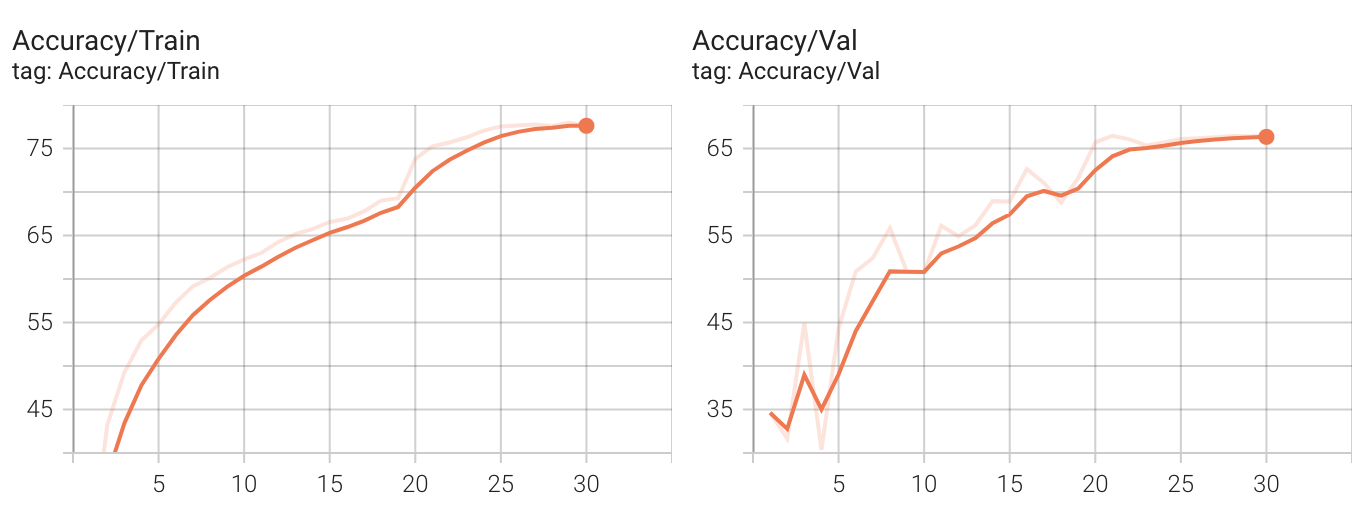 Accuracy/Train
tag: Accuracy/Train
75
65
55
45
5 10 15 20 25 30
Accuracy/Val
tag: Accuracy/Val
65
55
45
35
5 10 15 20 25 30